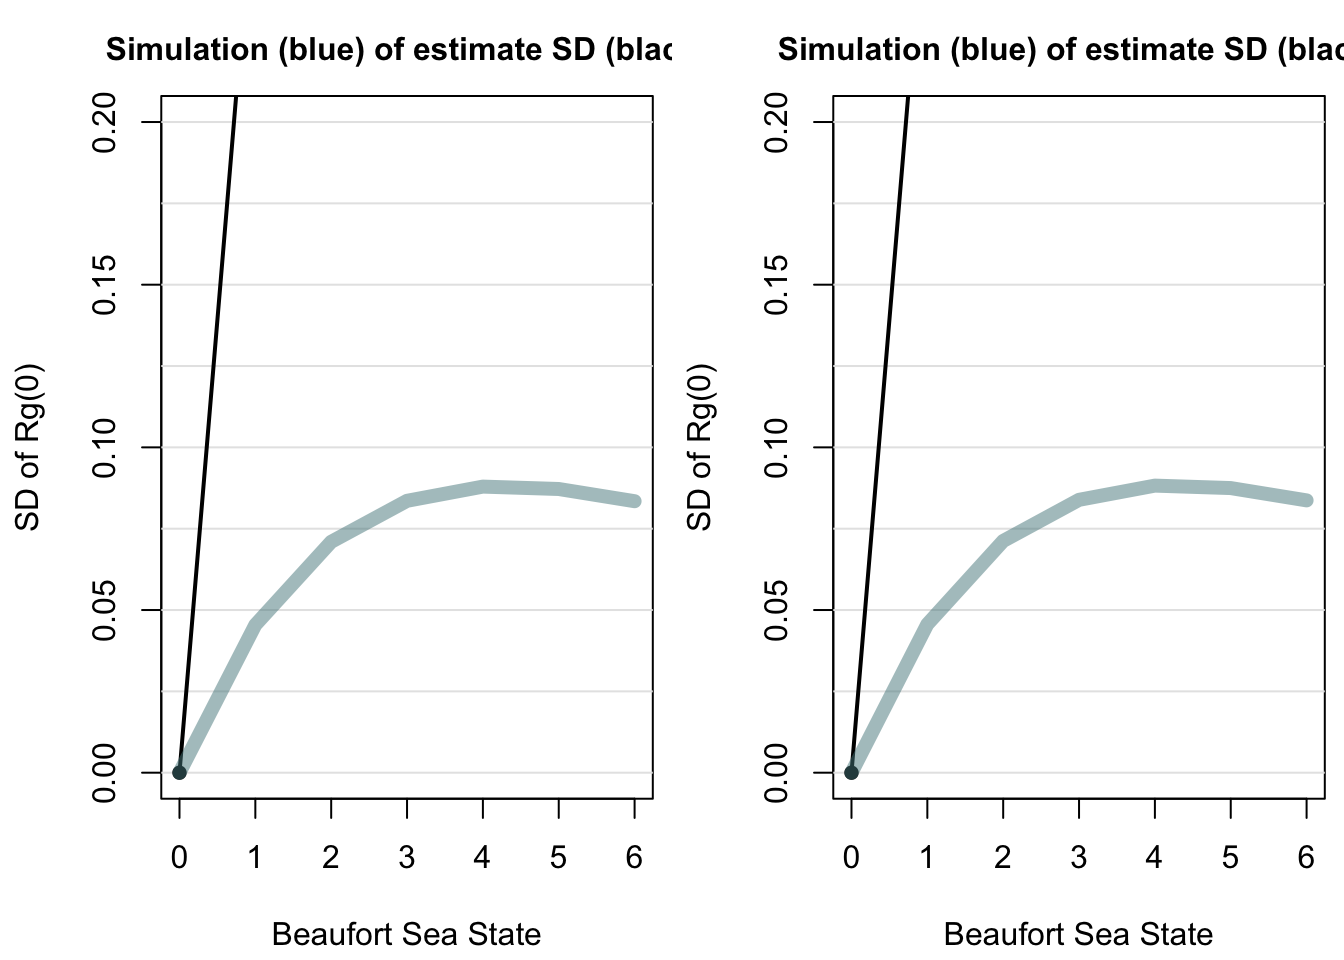 Simulation (blue) of estimate SD (blac
SD of Rg(0)
0.20
0.15
0.10
0.05
0.00
0 1 2 3 4 5 6
Beaufort Sea State
Simulation (blue) of estimate SD (blac
SD of Rg(0)
0.20
0.15
0.10
0.05
0.00
0 1 2 3 4 5 6
Beaufort Sea State